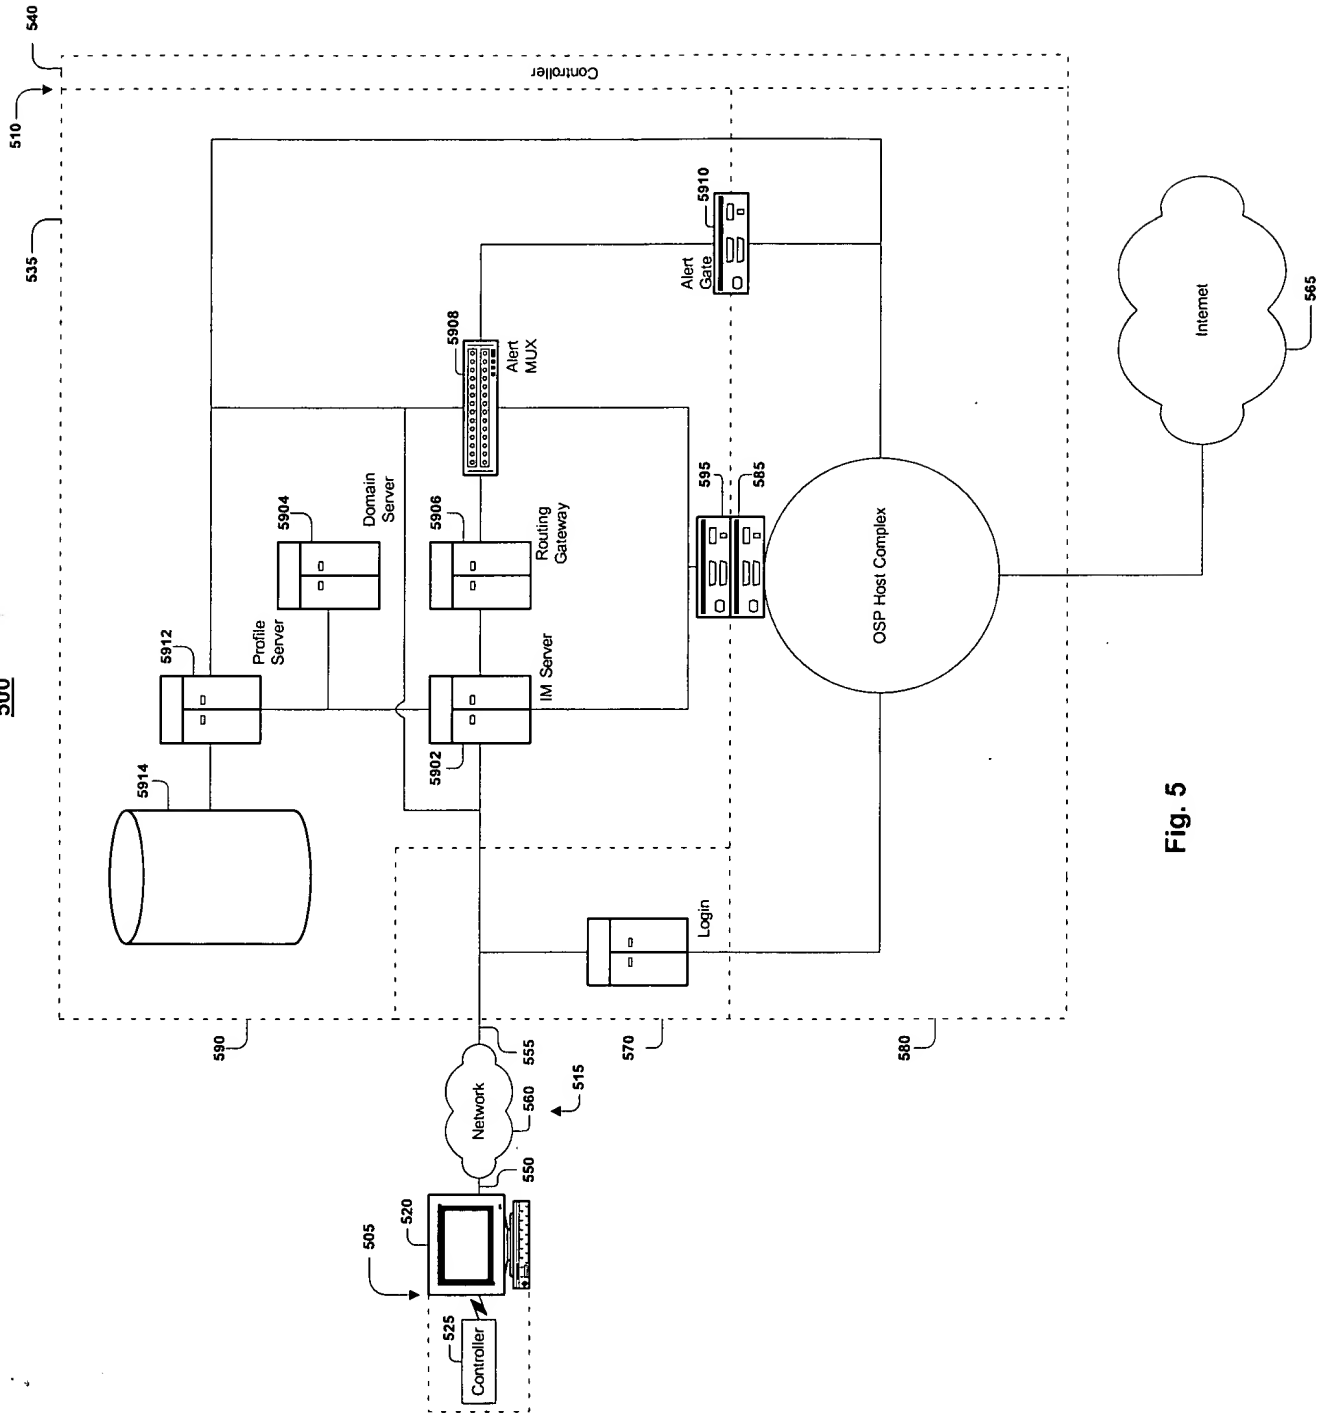 500
505
525
Controller
520
550
Network
560
515
555
510
540
535
Controller
590
570
580
5914
5912
Profile
Server
5904
Domain
Server
5902
IM Server
5906
Routing
Gateway
5908
Alert
MUX
Alert
Gate
5910
Login
595
585
OSP Host Complex
Internet
565
Fig. 5